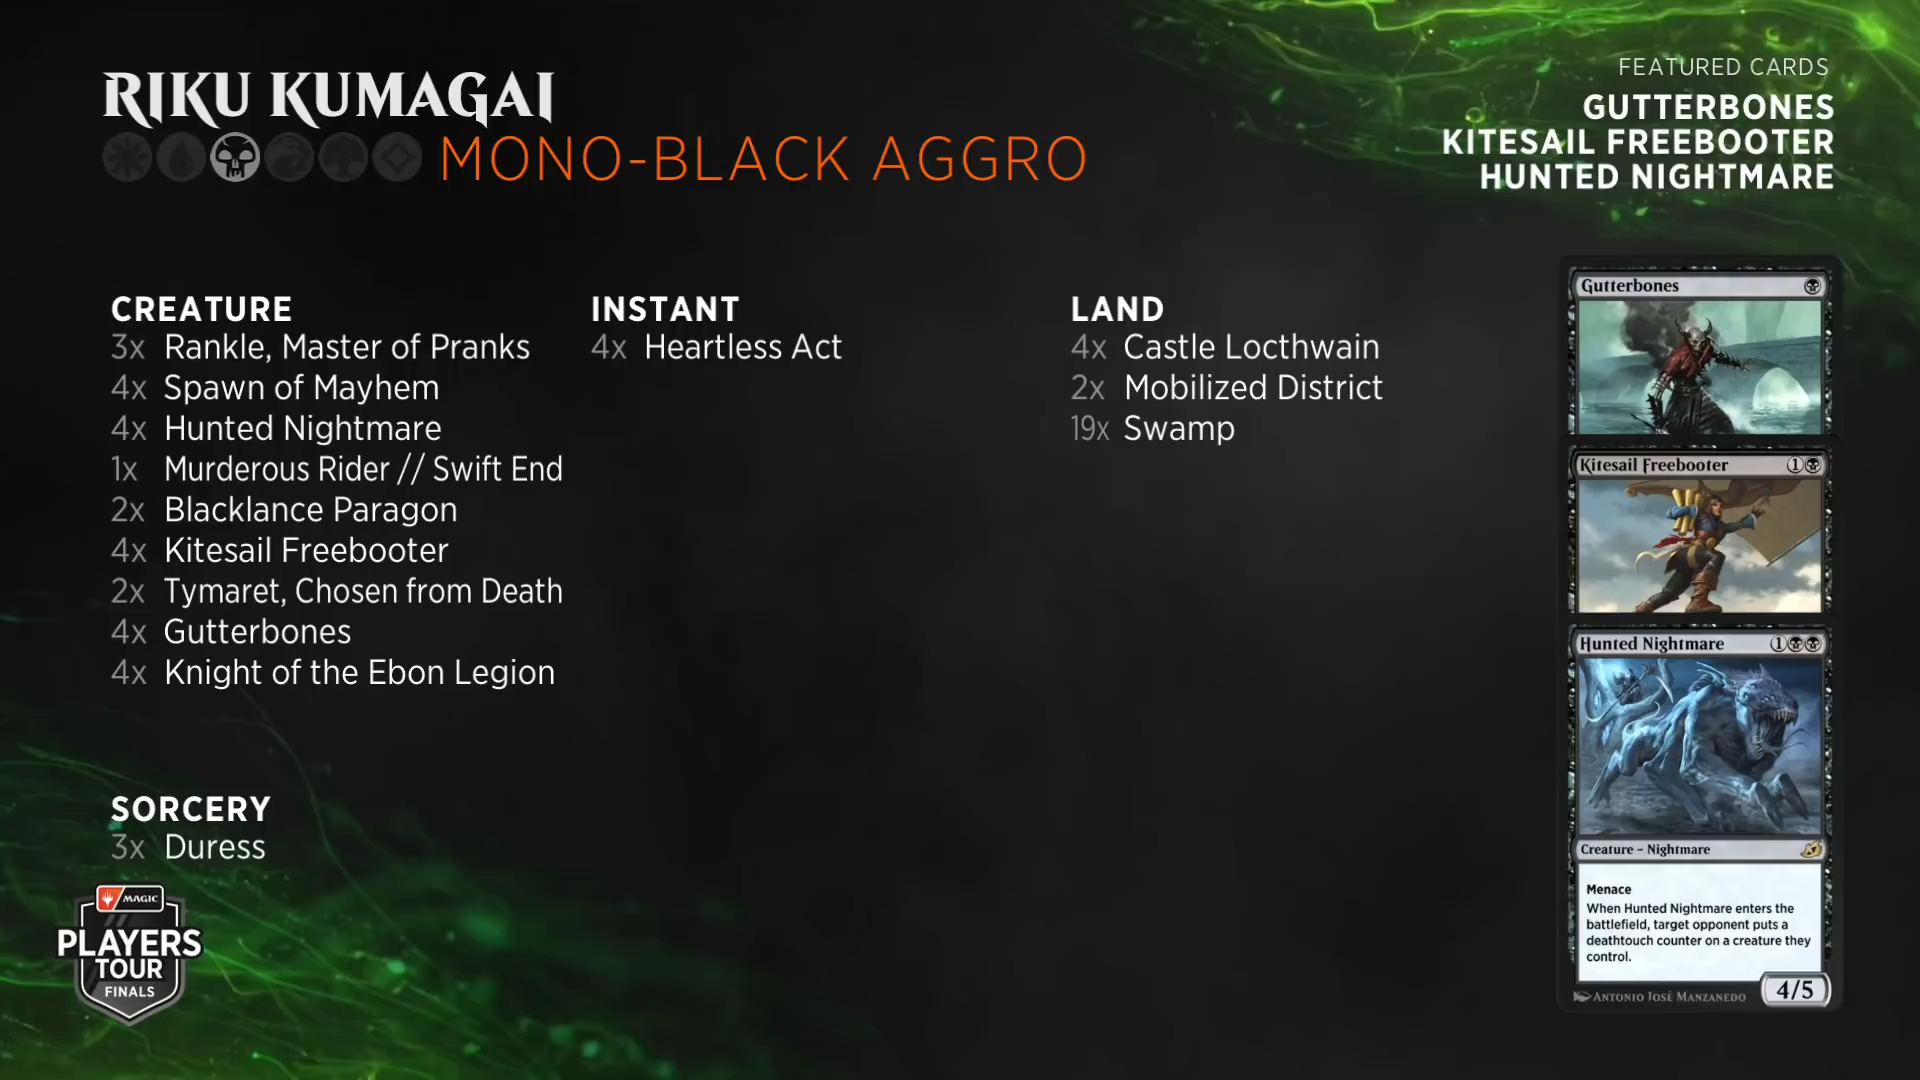 RIKU KUMAGAI
MONO-BLACK AGGRO
FEATURED CARDS
GUTTERBONES
KITESAIL FREEBOOTER
HUNTED NIGHTMARE
CREATURE
3x Rankle, Master of Pranks
4x Spawn of Mayhem
4x Hunted Nightmare
1x Murderous Rider // Swift End
2x Blacklance Paragon
4x Kitesail Freebooter
2x Tymaret, Chosen from Death
4x Gutterbones
4x Knight of the Ebon Legion
SORCERY
3x Duress
INSTANT
4x Heartless Act
LAND
4x Castle Locthwain
2x Mobilized District
19x Swamp
Gutterbones
Kitesail Freebooter 1
Hunted Nightmare 1
Creature - Nightmare
Menace
When Hunted Nightmare enters the
battlefield, target opponent puts a
deathtouch counter on a creature they
control.
ANTONIO JOSÉ MANZANEDO
4/5
MAGIC
PLAYERS
TOUR
FINALS